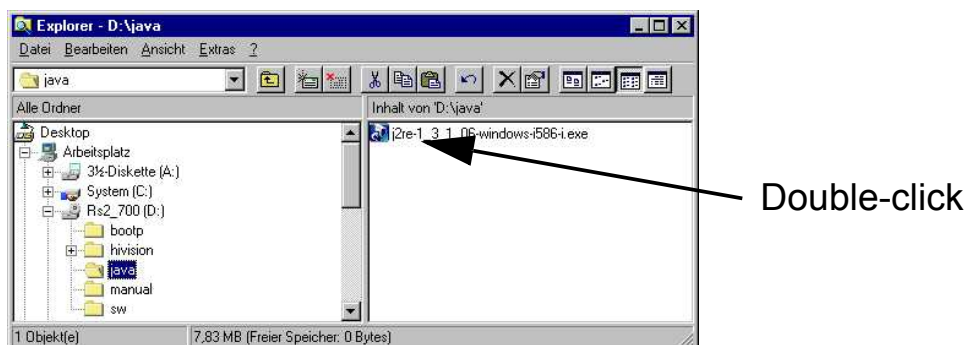 Explorer - D:\java
Datei Bearbeiten Ansicht Extras ?
java
Alle Ordner
Inhalt von 'D:\java'
Desktop
j2re-1_3_1_06-windows-i586-i.exe
Arbeitsplatz
3½-Diskette (A:)
System (C:)
Rs2_700 (D:)
bootp
hivision
java
manual
sw
Double-click
1 Objekt(e)
7,83 MB (Freier Speicher: 0 Bytes)